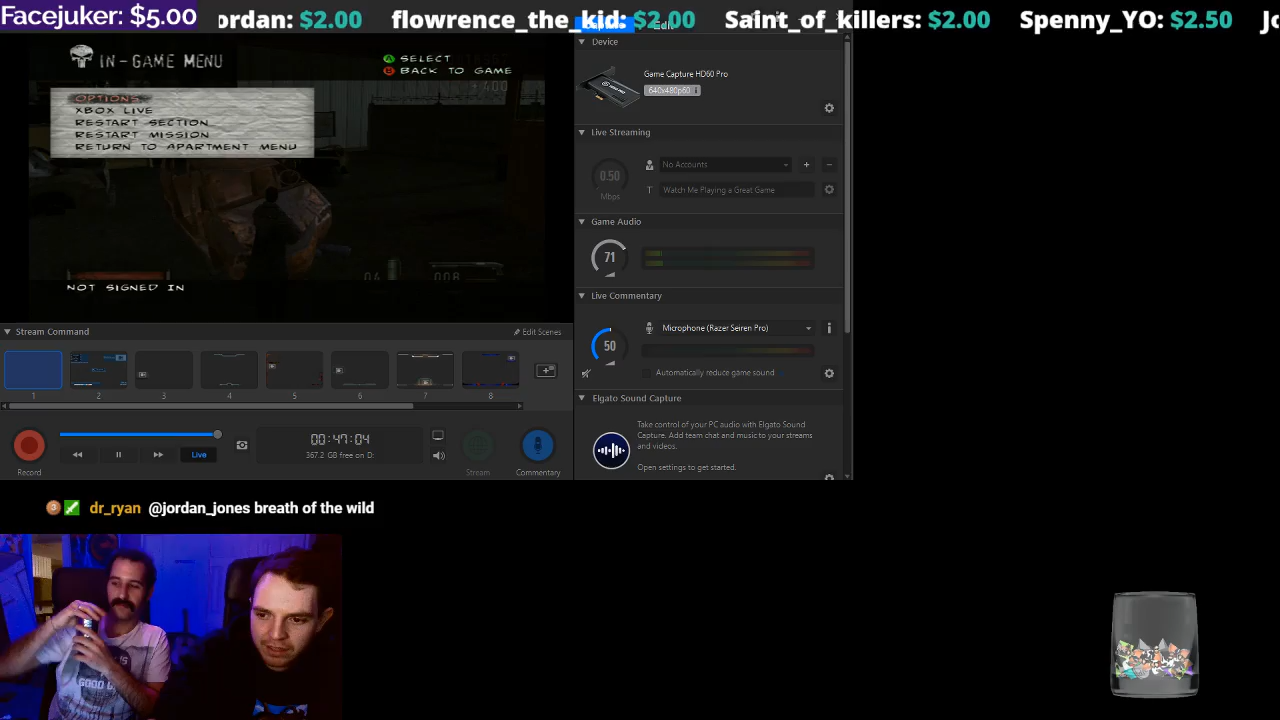 Facejuker: $5.00
ordan: $2.00 flowrence_the_kid: $2.00 Saint_of_killers: $2.00 Spenny_YO: $2.50 Jo
IN-GAME MENU
SELECT
BACK TO GAME
OPTIONS
XBOX LIVE
RESTART SECTION
RESTART MISSION
RETURN TO APARTMENT MENU
NOT SIGNED IN
Edit
Device
Game Capture HD60 Pro
640x480p60
Live Streaming
0.50
Mbps
No Accounts
Watch Me Playing a Great Game
Game Audio
71
Live Commentary
50
Microphone (Razer Seiren Pro)
Automatically reduce game sound
Elgato Sound Capture
Take control of your PC audio with Elgato Sound
Capture. Add team chat and music to your streams
and videos.
Open settings to get started.
Stream Command
Edit Scenes
1 2 3 4 5 6 7 8
Live
00:47:04
367.2 GB free on D:
Record
Stream
Commentary
dr_ryan @jordan_jones breath of the wild